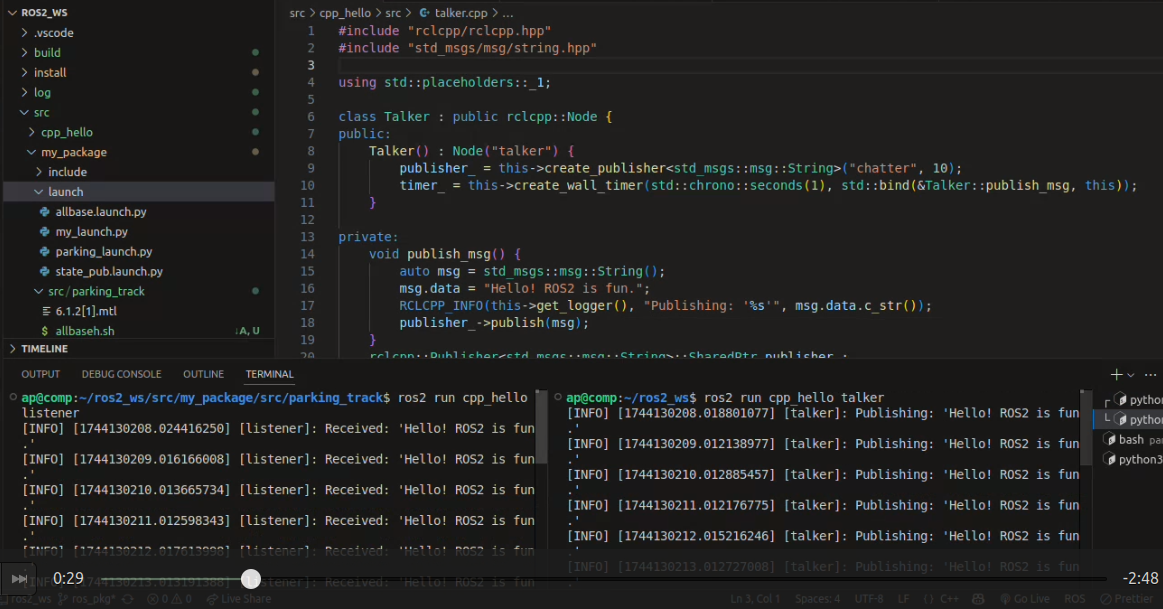 ROS2_WS
.vscode
build
install
log
src
cpp_hello
my_package
include
launch
allbase.launch.py
my_launch.py
parking_launch.py
state_pub.launch.py
src/parking_track
6.1.2[1].mtl
$ allbaseh.sh ↓A, U
TIMELINE
src > cpp_hello > src > talker.cpp > ...
1 #include "rclcpp/rclcpp.hpp"
2 #include "std_msgs/msg/string.hpp"
3
4 using std::placeholders::_1;
5
6 class Talker : public rclcpp::Node {
7 public:
8 Talker() : Node("talker") {
9 publisher_ = this->create_publisher<std_msgs::msg::String>("chatter", 10);
10 timer_ = this->create_wall_timer(std::chrono::seconds(1), std::bind(&Talker::publish_msg, this));
11 }
12
13 private:
14 void publish_msg() {
15 auto msg = std_msgs::msg::String();
16 msg.data = "Hello! ROS2 is fun.";
17 RCLCPP_INFO(this->get_logger(), "Publishing: '%s'", msg.data.c_str());
18 publisher_->publish(msg);
19 }
20 rclcpp::Publisher<std_msgs::msg::String>::SharedPtr publisher_;
OUTPUT DEBUG CONSOLE OUTLINE TERMINAL
ap@comp:~/ros2_ws/src/my_package/src/parking_track$ ros2 run cpp_hello
listener
[INFO] [1744130208.024416250] [listener]: Received: 'Hello! ROS2 is fun
.'
[INFO] [1744130209.016166008] [listener]: Received: 'Hello! ROS2 is fun
.'
[INFO] [1744130210.013665734] [listener]: Received: 'Hello! ROS2 is fun
.'
[INFO] [1744130211.012598343] [listener]: Received: 'Hello! ROS2 is fun
.'
[INFO] [1744130212.017613998] [listener]: Received: 'Hello! ROS2 is fun
.'
[INFO] [1744130213.013191388] [listener]: Received: 'Hello! ROS2 is fun
ap@comp:~/ros2_ws$ ros2 run cpp_hello talker
[INFO] [1744130208.018801077] [talker]: Publishing: 'Hello! ROS2 is fun
.'
[INFO] [1744130209.012138977] [talker]: Publishing: 'Hello! ROS2 is fun
.'
[INFO] [1744130210.012885457] [talker]: Publishing: 'Hello! ROS2 is fun
.'
[INFO] [1744130211.012176775] [talker]: Publishing: 'Hello! ROS2 is fun
.'
[INFO] [1744130212.015216246] [talker]: Publishing: 'Hello! ROS2 is fun
.'
[INFO] [1744130213.012727008] [talker]: Publishing: 'Hello! ROS2 is fun
.'
python
python
bash pa
python3
0:29 -2:48
ros2_ws ros_pkg* 0 0 Live Share Ln 3, Col 1 Spaces: 4 UTF-8 LF {} C++ Go Live ROS Prettier